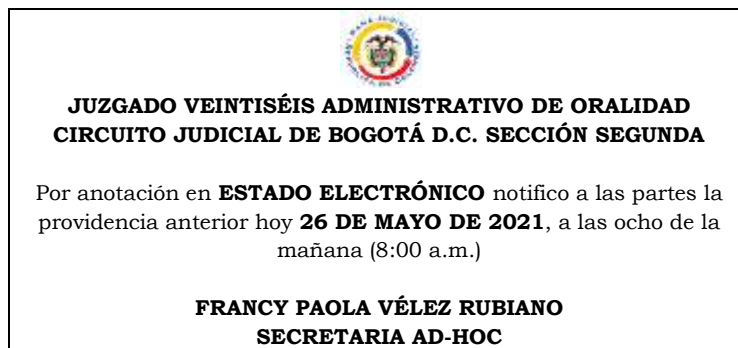 JUZGADO VEINTISÉIS ADMINISTRATIVO DE ORALIDAD
CIRCUITO JUDICIAL DE BOGOTÁ D.C. SECCIÓN SEGUNDA
Por anotación en ESTADO ELECTRÓNICO notifico a las partes la
providencia anterior hoy 26 DE MAYO DE 2021, a las ocho de la
mañana (8:00 a.m.)
FRANCY PAOLA VÉLEZ RUBIANO
SECRETARIA AD-HOC